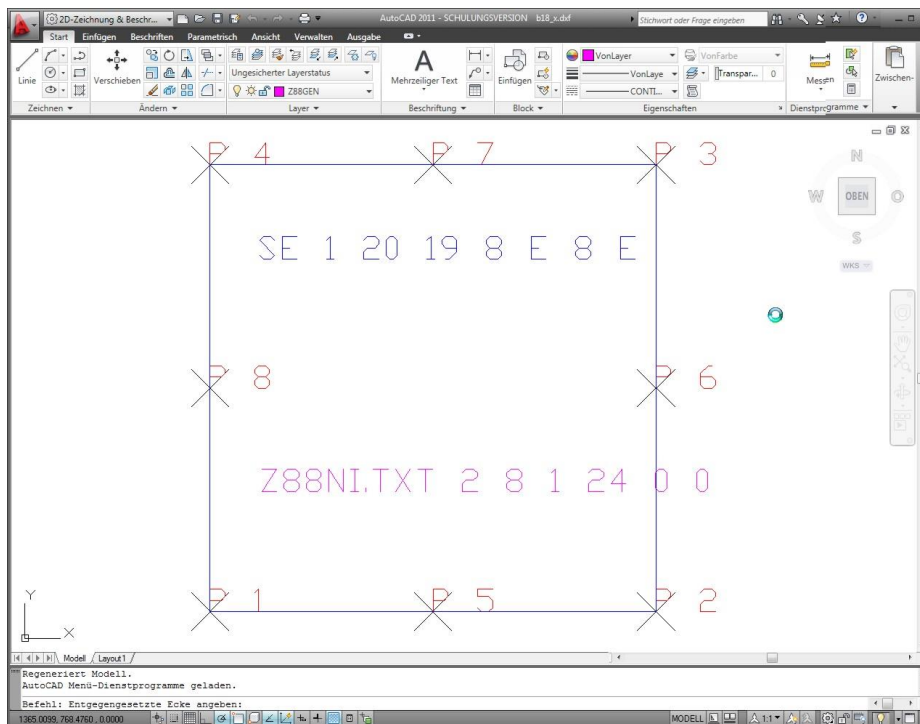 2D-Zeichnung & Beschr...
AutoCAD 2011 - SCHULUNGSVERSION b18_x.dxf
Stichwort oder Frage eingeben
Start Einfügen Beschriften Parametrisch Ansicht Verwalten Ausgabe
Linie
Verschieben
Ungesicherter Layerstatus
Z88GEN
A
Mehrzeiliger Text
Einfügen
VonLayer
VonFarbe
VonLaye
Transpar... 0
CONTI...
Messen
Zwischen-
Zeichnen Ändern Layer Beschriftung Block Eigenschaften Dienstprogramme
P 4 P 7 P 3
N
W OBEN O
S
WKS
SE 1 20 19 8 E 8 E
P 8 P 6
Z88NI.TXT 2 8 1 24 0 0
P 1 P 5 P 2
Y
X
Modell Layout1
Regeneriert Modell.
AutoCAD Menü-Dienstprogramme geladen.
Befehl: Entgegengesetzte Ecke angeben:
1365.0099, 768.4760, 0.0000
MODELL
1:1